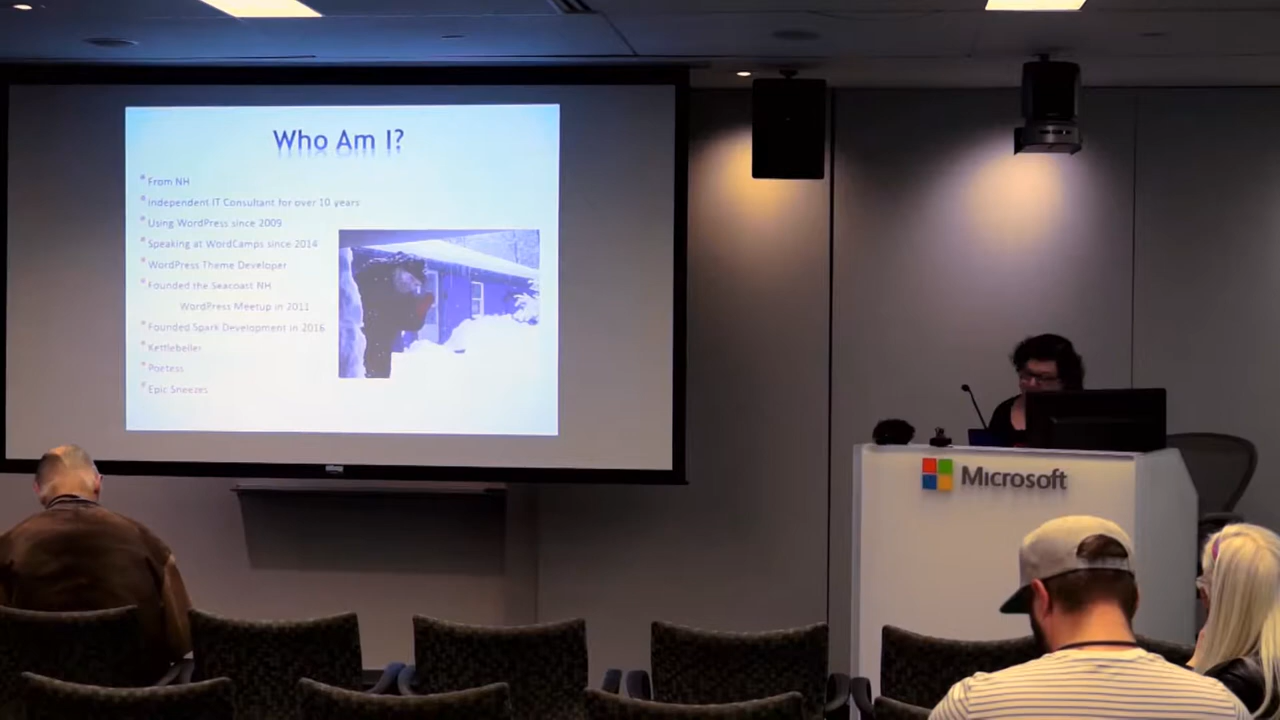 Who Am I?
* From NH
* Independent IT Consultant for over 10 years
* Using WordPress since 2009
* Speaking at WordCamps since 2014
* WordPress Theme Developer
* Founded the Seacoast NH
WordPress Meetup in 2011
* Founded Spark Development in 2016
* Kettlebeller
* Poetess
* Epic Sneezes
Microsoft